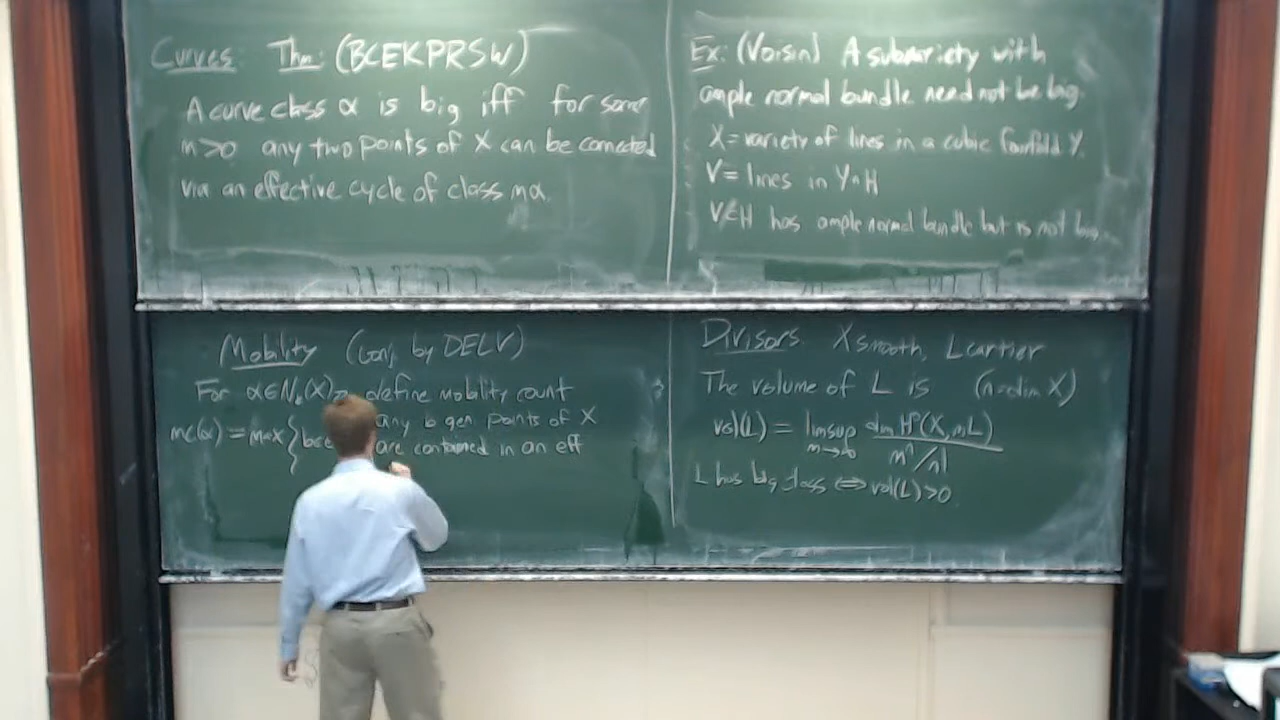 Curves: Thm: (BCEKPRSW)
A curve class α is big iff for some
m>0 any two points of X can be connected
via an effective cycle of class mα.
Ex: (Voisin) A subvariety with
ample normal bundle need not be big.
X = variety of lines in a cubic fourfold Y.
V = lines in Y∩H
has ample normal bundle but is not big.
Mobility (conj. by DELV)
For α∈N define mobility count
mc(α) = max { b∈ any b gen points of X
are contained in an eff
Divisors X smooth, L Cartier
The volume of L is (n=dim X)
vol(L) = limsup m→∞ dim H⁰(X,mL) / mⁿ/n!
L has big class ⇔ vol(L)>0